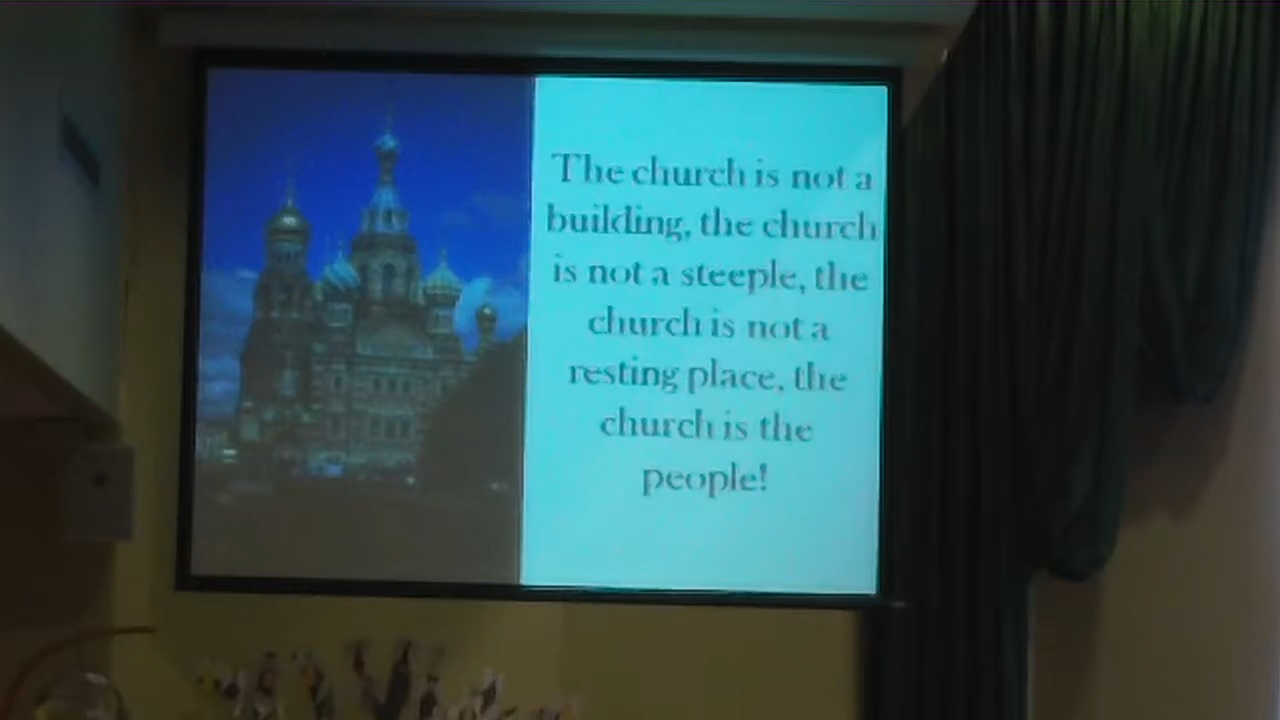 The church is not a
building, the church
is not a steeple, the
church is not a
resting place, the
church is the
people!